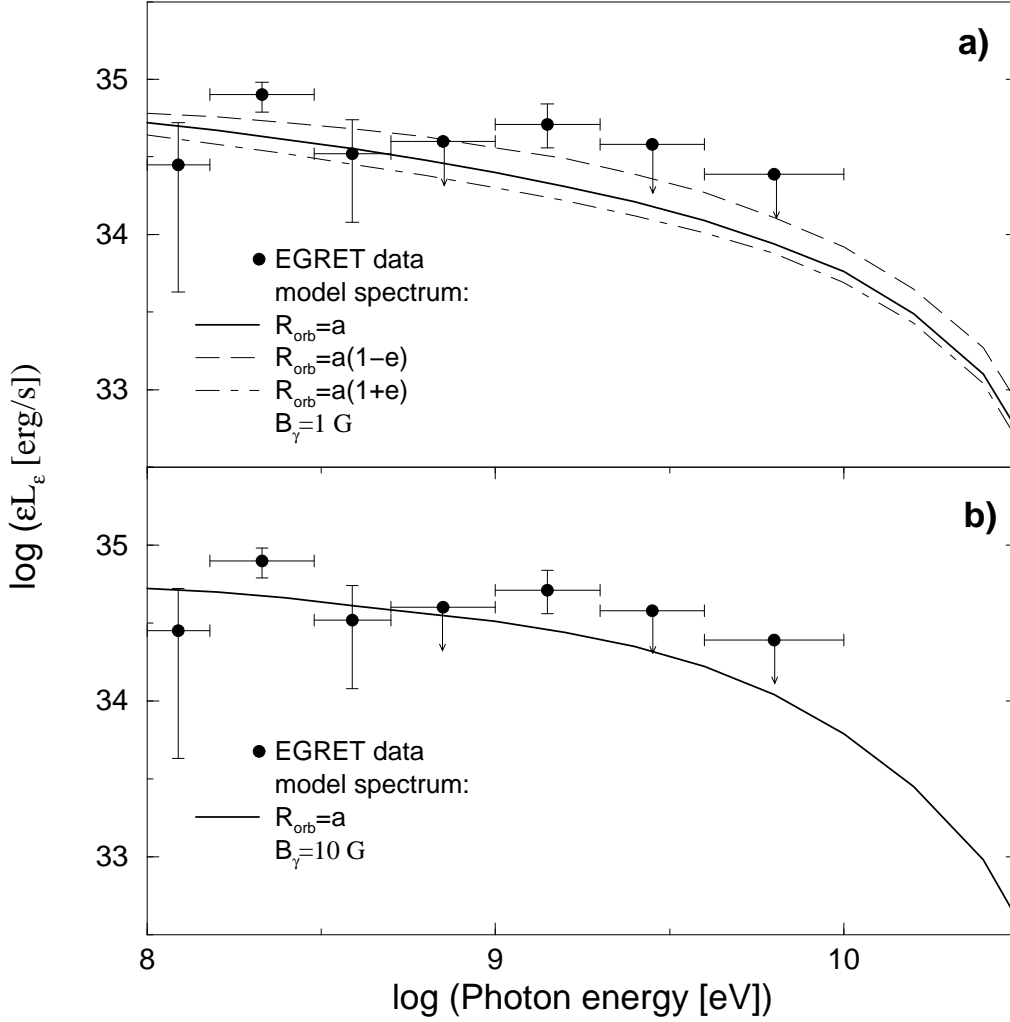 a)
35
34
33
EGRET data
model spectrum:
R_orb=a
R_orb=a(1−e)
R_orb=a(1+e)
B_γ=1 G
log (εL_ε [erg/s])
b)
35
34
33
EGRET data
model spectrum:
R_orb=a
B_γ=10 G
8 9 10
log (Photon energy [eV])